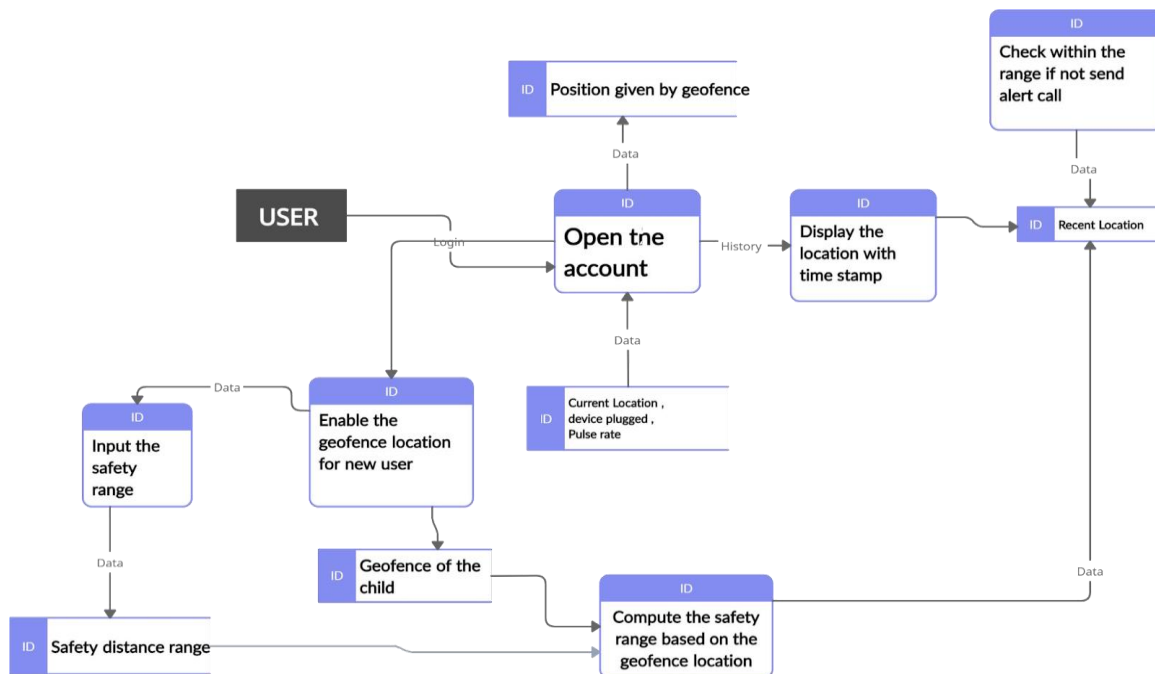 ID
Check within the
range if not send
alert call
ID
Position given by geofence
Data
Data
USER
ID
Open the
account
Login
History
ID
Display the
location with
time stamp
ID
Recent Location
Data
ID
Current Location ,
device plugged ,
Pulse rate
Data
ID
Enable the
geofence location
for new user
ID
Input the
safety
range
Data
ID
Geofence of the
child
Data
ID
Compute the safety
range based on the
geofence location
ID
Safety distance range